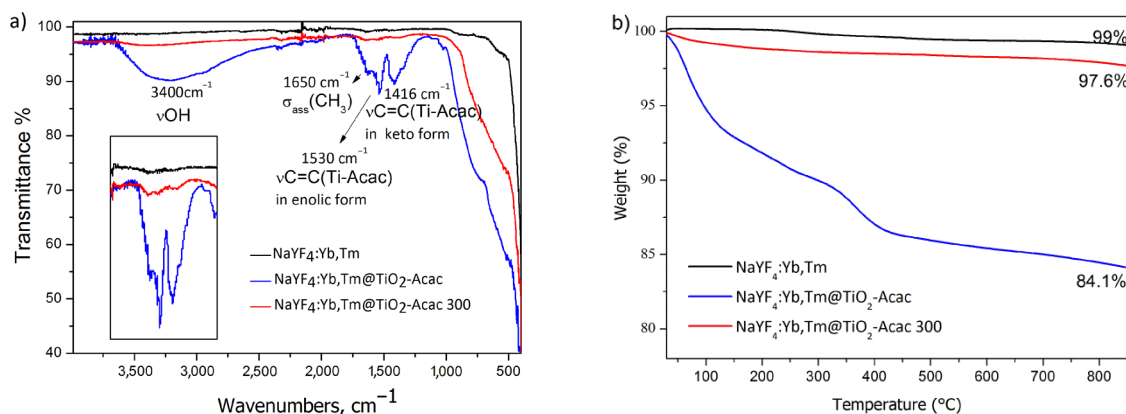 a)
Transmittance %
100
90
80
70
60
50
40
3400cm⁻¹
νOH
1650 cm⁻¹
σass(CH₃)
1416 cm⁻¹
νC=C(Ti-Acac)
in keto form
1530 cm⁻¹
νC=C(Ti-Acac)
in enolic form
NaYF₄:Yb,Tm
NaYF₄:Yb,Tm@TiO₂-Acac
NaYF₄:Yb,Tm@TiO₂-Acac 300
3,500 3,000 2,500 2,000 1,500 1,000 500
Wavenumbers, cm⁻¹
b)
Weight (%)
100
95
90
85
80
99%
97.6%
84.1%
NaYF₄:Yb,Tm
NaYF₄:Yb,Tm@TiO₂-Acac
NaYF₄:Yb,Tm@TiO₂-Acac 300
100 200 300 400 500 600 700 800
Temperature (°C)